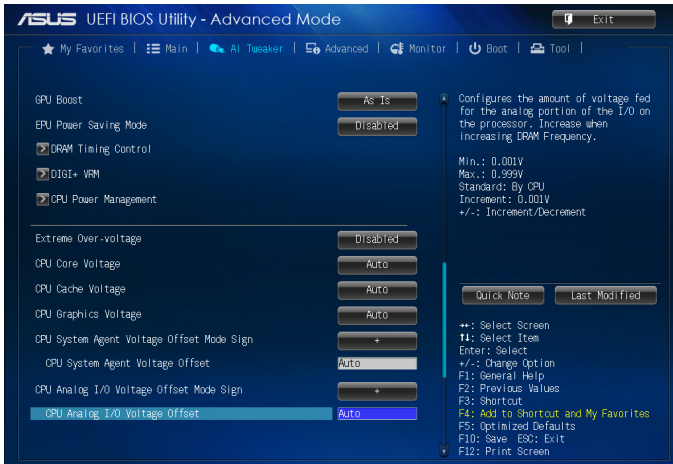 ASUS UEFI BIOS Utility - Advanced Mode
Exit
My Favorites | Main | Ai Tweaker | Advanced | Monitor | Boot | Tool |
GPU Boost As Is
EPU Power Saving Mode Disabled
> DRAM Timing Control
> DIGI+ VRM
> CPU Power Management
Extreme Over-voltage Disabled
CPU Core Voltage Auto
CPU Cache Voltage Auto
CPU Graphics Voltage Auto
CPU System Agent Voltage Offset Mode Sign +
CPU System Agent Voltage Offset Auto
CPU Analog I/O Voltage Offset Mode Sign +
CPU Analog I/O Voltage Offset Auto
Configures the amount of voltage fed
for the analog portion of the I/O on
the processor. Increase when
increasing DRAM Frequency.
Min.: 0.001V
Max.: 0.999V
Standard: By CPU
Increment: 0.001V
+/-: Increment/Decrement
Quick Note
Last Modified
→←: Select Screen
↑↓: Select Item
Enter: Select
+/-: Change Option
F1: General Help
F2: Previous Values
F3: Shortcut
F4: Add to Shortcut and My Favorites
F5: Optimized Defaults
F10: Save ESC: Exit
F12: Print Screen